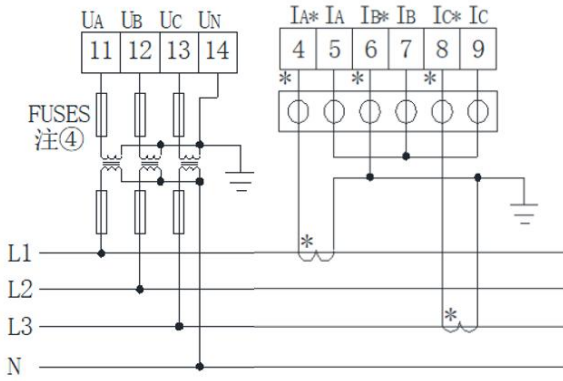 UA UB UC UN IA* IA IB* IB IC* IC
11 12 13 14 4 5 6 7 8 9
* * *
FUSES
注④
*
L1
L2
*
L3
N